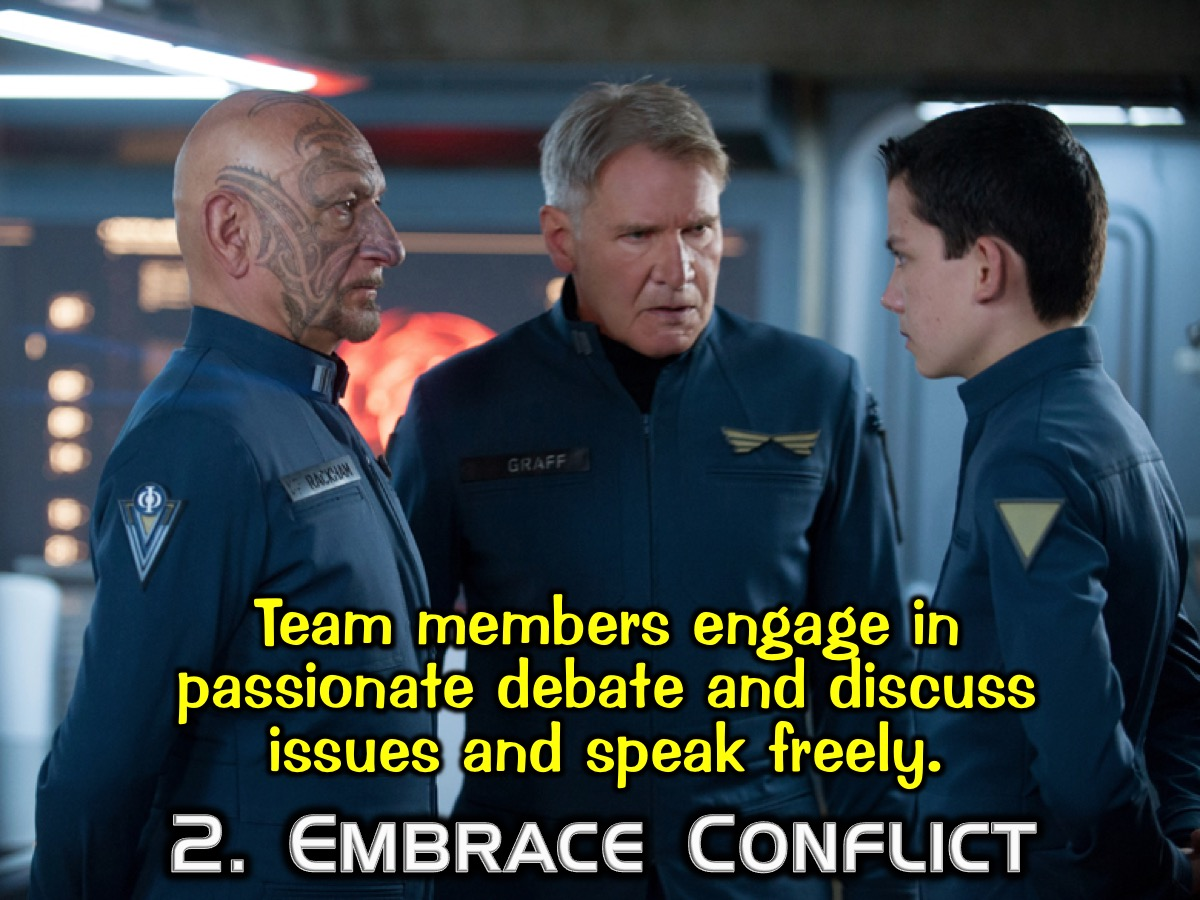 RACKHAM
GRAFF
Team members engage in
passionate debate and discuss
issues and speak freely.
2. Embrace Conflict